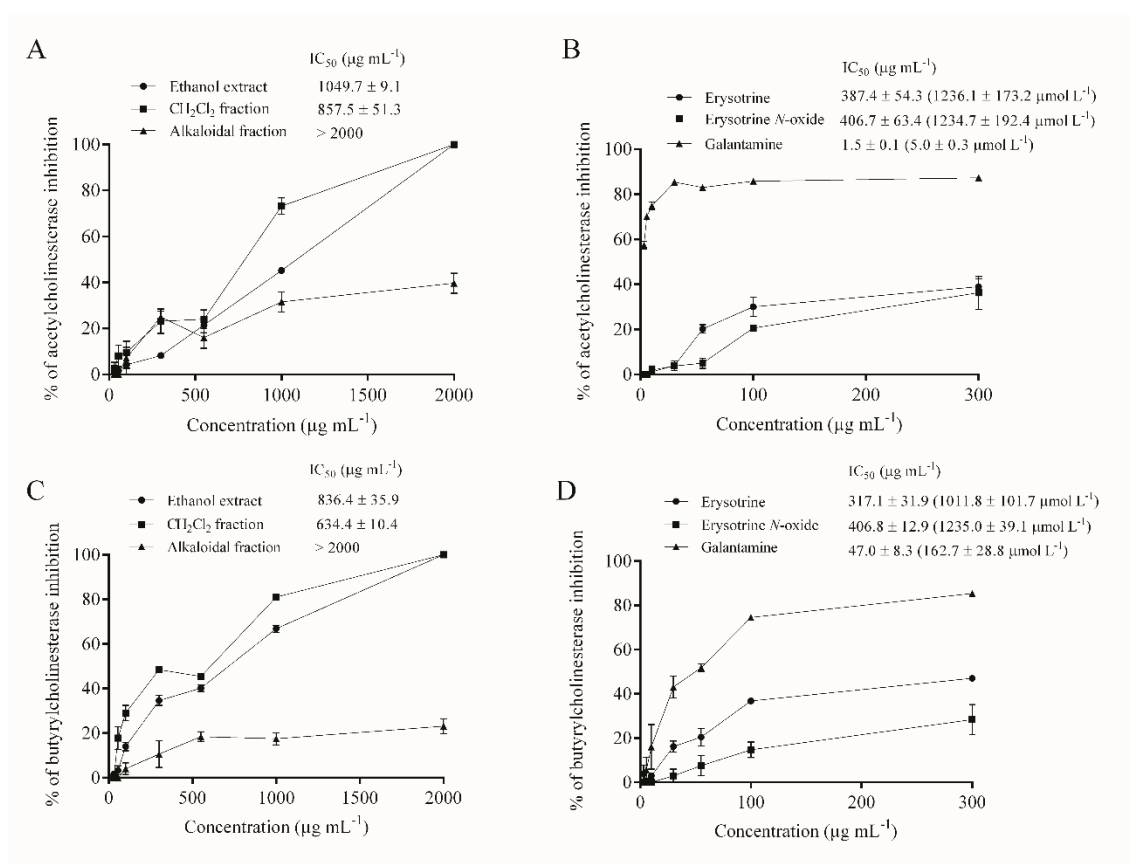 A
IC50 (µg mL-1)
Ethanol extract 1049.7 ± 9.1
CH2Cl2 fraction 857.5 ± 51.3
Alkaloidal fraction > 2000
% of acetylcholinesterase inhibition
100
80
60
40
20
0
0 500 1000 1500 2000
Concentration (µg mL-1)
B
IC50 (µg mL-1)
Erysotrine 387.4 ± 54.3 (1236.1 ± 173.2 µmol L-1)
Erysotrine N-oxide 406.7 ± 63.4 (1234.7 ± 192.4 µmol L-1)
Galantamine 1.5 ± 0.1 (5.0 ± 0.3 µmol L-1)
% of acetylcholinesterase inhibition
100
80
60
40
20
0
0 100 200 300
Concentration (µg mL-1)
C
IC50 (µg mL-1)
Ethanol extract 836.4 ± 35.9
CH2Cl2 fraction 634.4 ± 10.4
Alkaloidal fraction > 2000
% of butyrylcholinesterase inhibition
100
80
60
40
20
0
0 500 1000 1500 2000
Concentration (µg mL-1)
D
IC50 (µg mL-1)
Erysotrine 317.1 ± 31.9 (1011.8 ± 101.7 µmol L-1)
Erysotrine N-oxide 406.8 ± 12.9 (1235.0 ± 39.1 µmol L-1)
Galantamine 47.0 ± 8.3 (162.7 ± 28.8 µmol L-1)
% of butyrylcholinesterase inhibition
100
80
60
40
20
0
0 100 200 300
Concentration (µg mL-1)